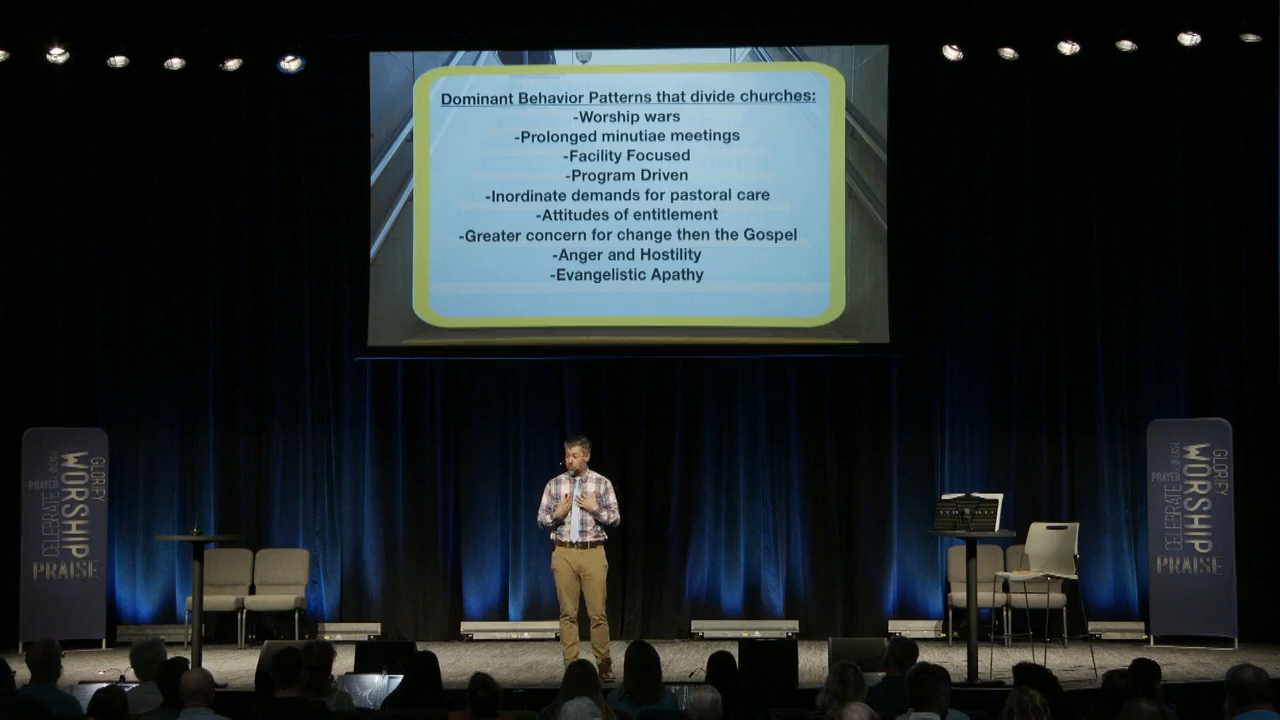 Dominant Behavior Patterns that divide churches:
-Worship wars
-Prolonged minutiae meetings
-Facility Focused
-Program Driven
-Inordinate demands for pastoral care
-Attitudes of entitlement
-Greater concern for change then the Gospel
-Anger and Hostility
-Evangelistic Apathy
GLORIFY
WORSHIP
CELEBRATE
PRAYER
PRAISE
GLORIFY
WORSHIP
CELEBRATE
PRAYER
PRAISE